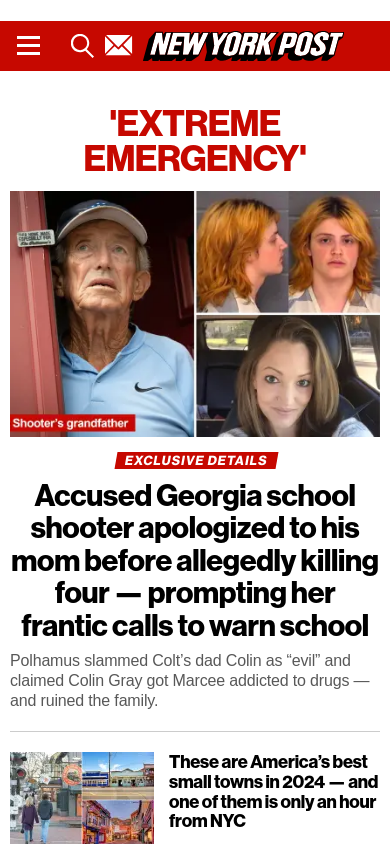 NEW YORK POST
'EXTREME
EMERGENCY'
Shooter's grandfather
EXCLUSIVE DETAILS
Accused Georgia school
shooter apologized to his
mom before allegedly killing
four — prompting her
frantic calls to warn school
Polhamus slammed Colt’s dad Colin as “evil” and
claimed Colin Gray got Marcee addicted to drugs —
and ruined the family.
These are America’s best
small towns in 2024 — and
one of them is only an hour
from NYC